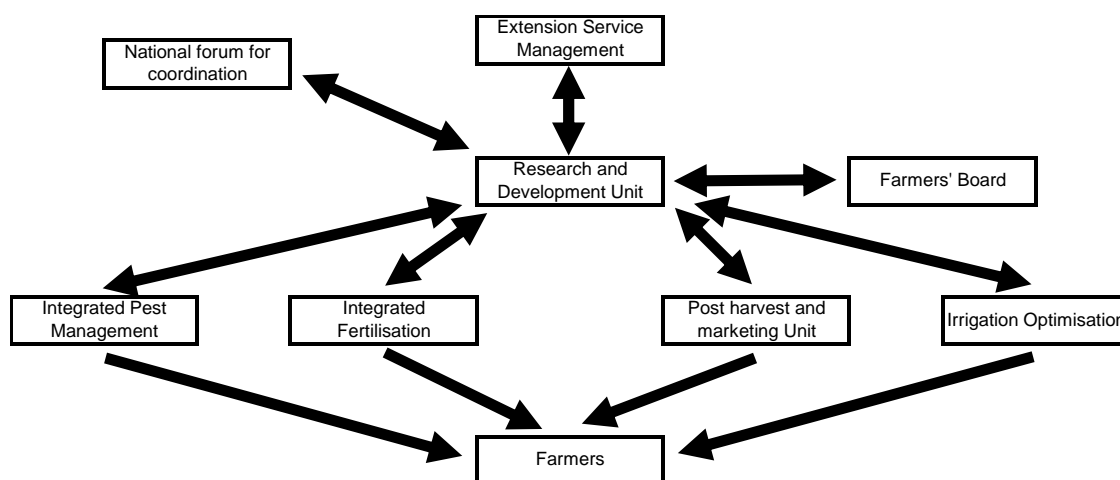 Extension Service
Management
National forum for
coordination
Research and
Development Unit
Farmers' Board
Integrated Pest
Management
Integrated
Fertilisation
Post harvest and
marketing Unit
Irrigation Optimisation
Farmers